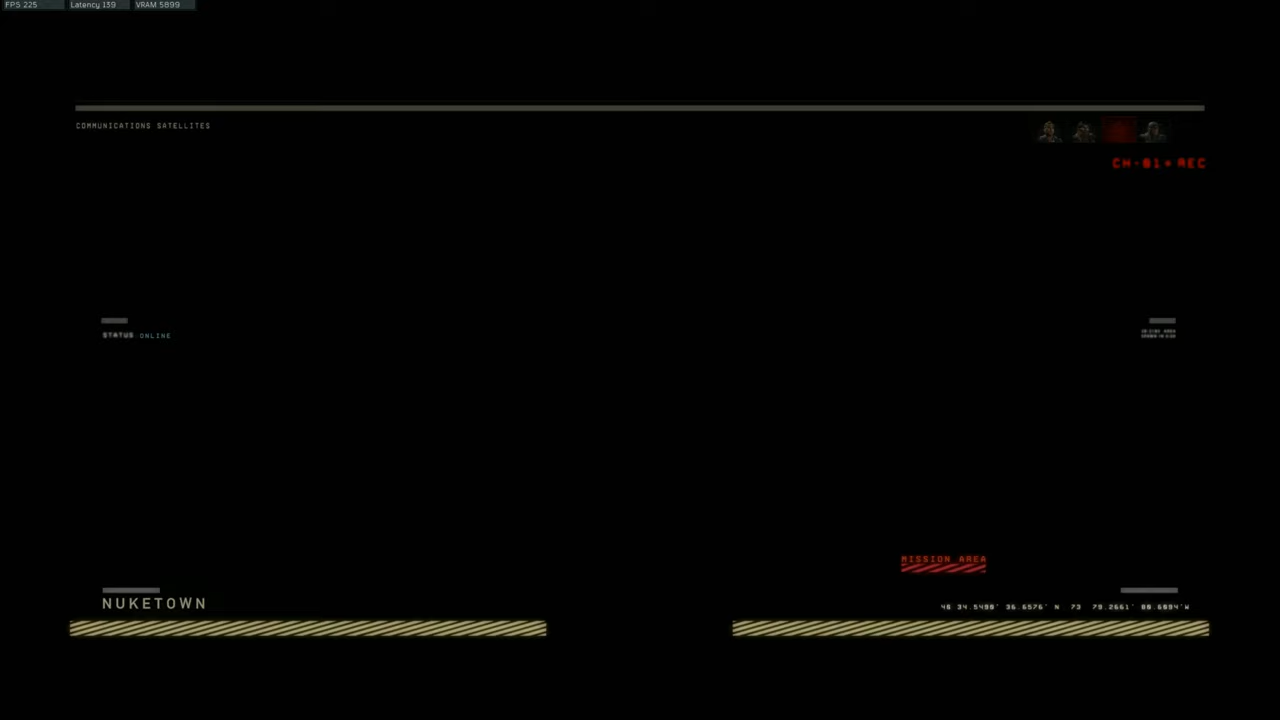 FPS 225 Latency 139 VRAM 5899
COMMUNICATIONS SATELLITES
CH-01 REC
STATUS ONLINE
MISSION AREA
NUKETOWN